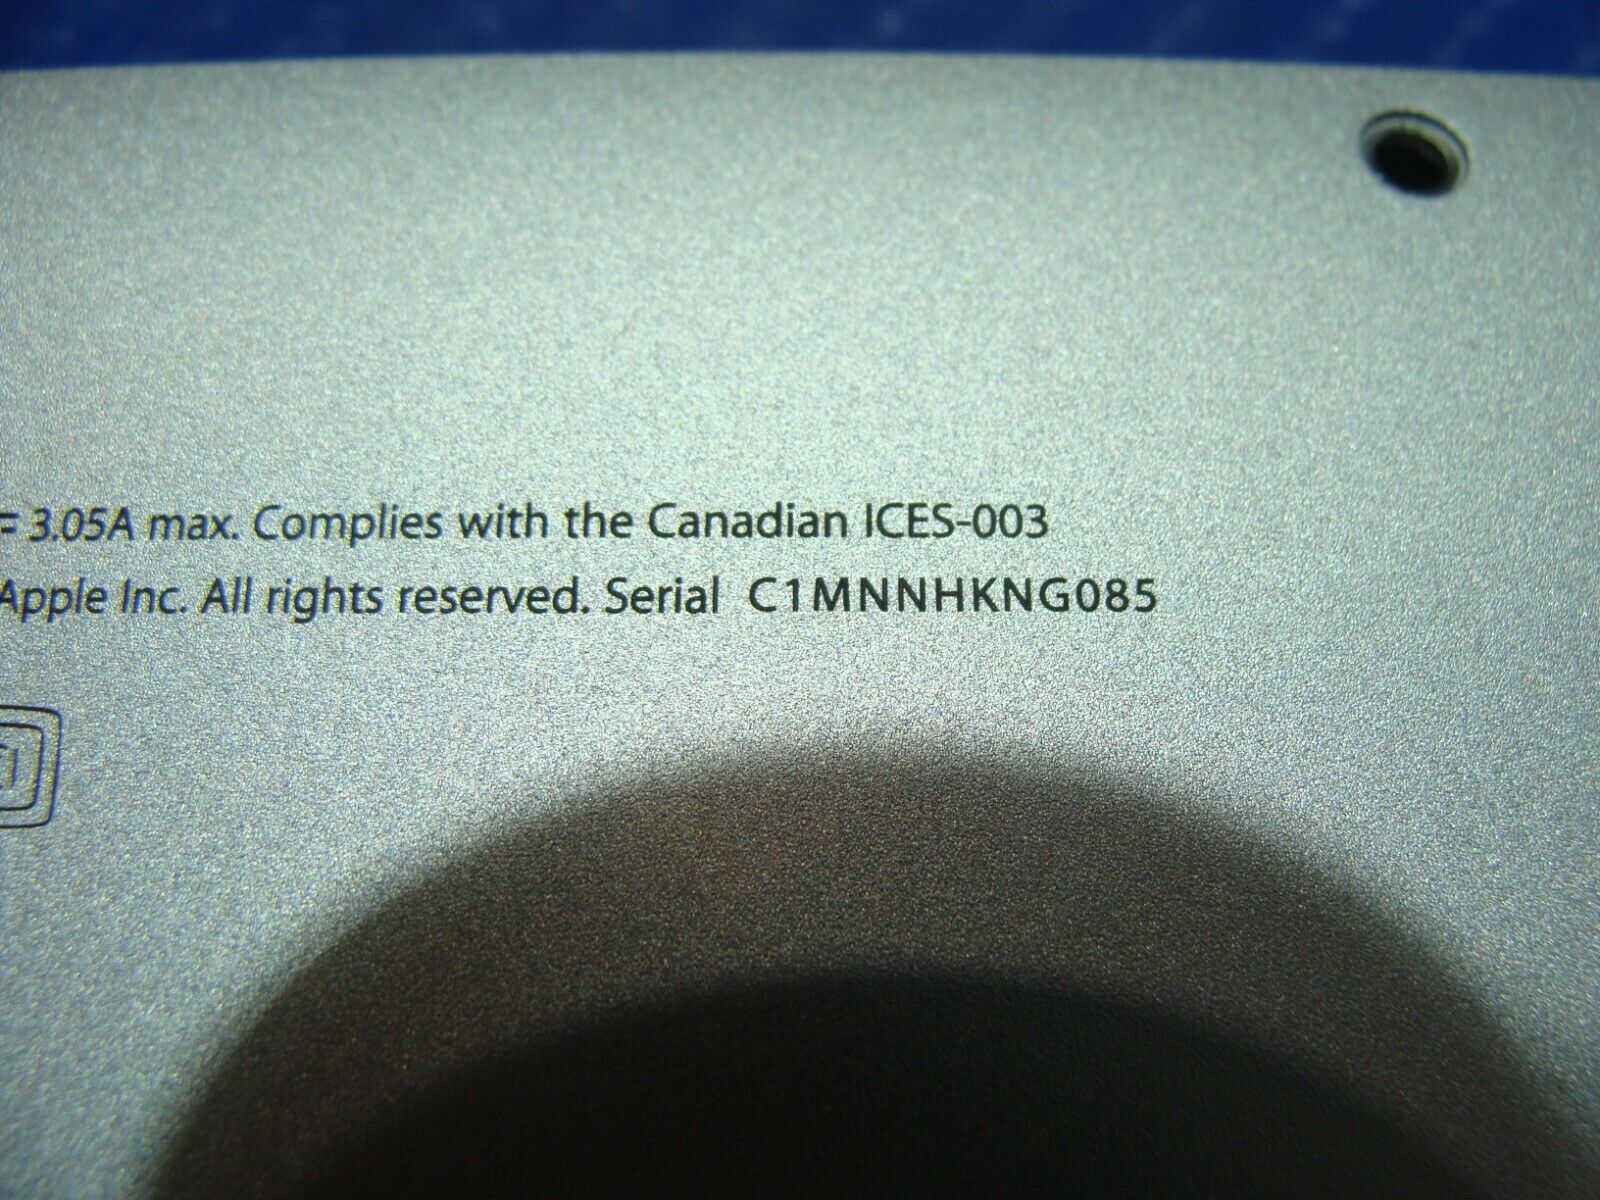 = 3.05A max. Complies with the Canadian ICES-003
Apple Inc. All rights reserved. Serial C1MNNHKNG085